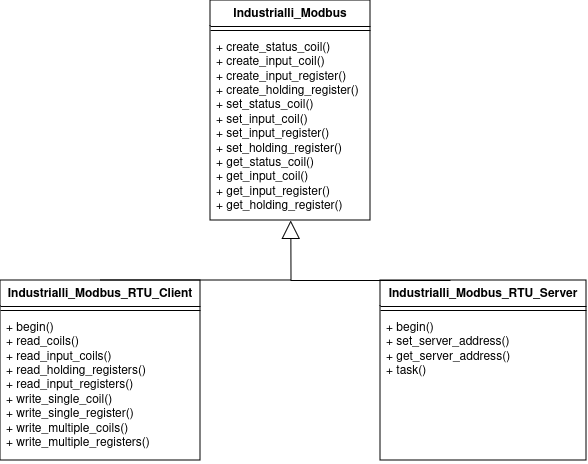 Industrialli_Modbus
+ create_status_coil()
+ create_input_coil()
+ create_input_register()
+ create_holding_register()
+ set_status_coil()
+ set_input_coil()
+ set_input_register()
+ set_holding_register()
+ get_status_coil()
+ get_input_coil()
+ get_input_register()
+ get_holding_register()
Industrialli_Modbus_RTU_Client
+ begin()
+ read_coils()
+ read_input_coils()
+ read_holding_registers()
+ read_input_registers()
+ write_single_coil()
+ write_single_register()
+ write_multiple_coils()
+ write_multiple_registers()
Industrialli_Modbus_RTU_Server
+ begin()
+ set_server_address()
+ get_server_address()
+ task()